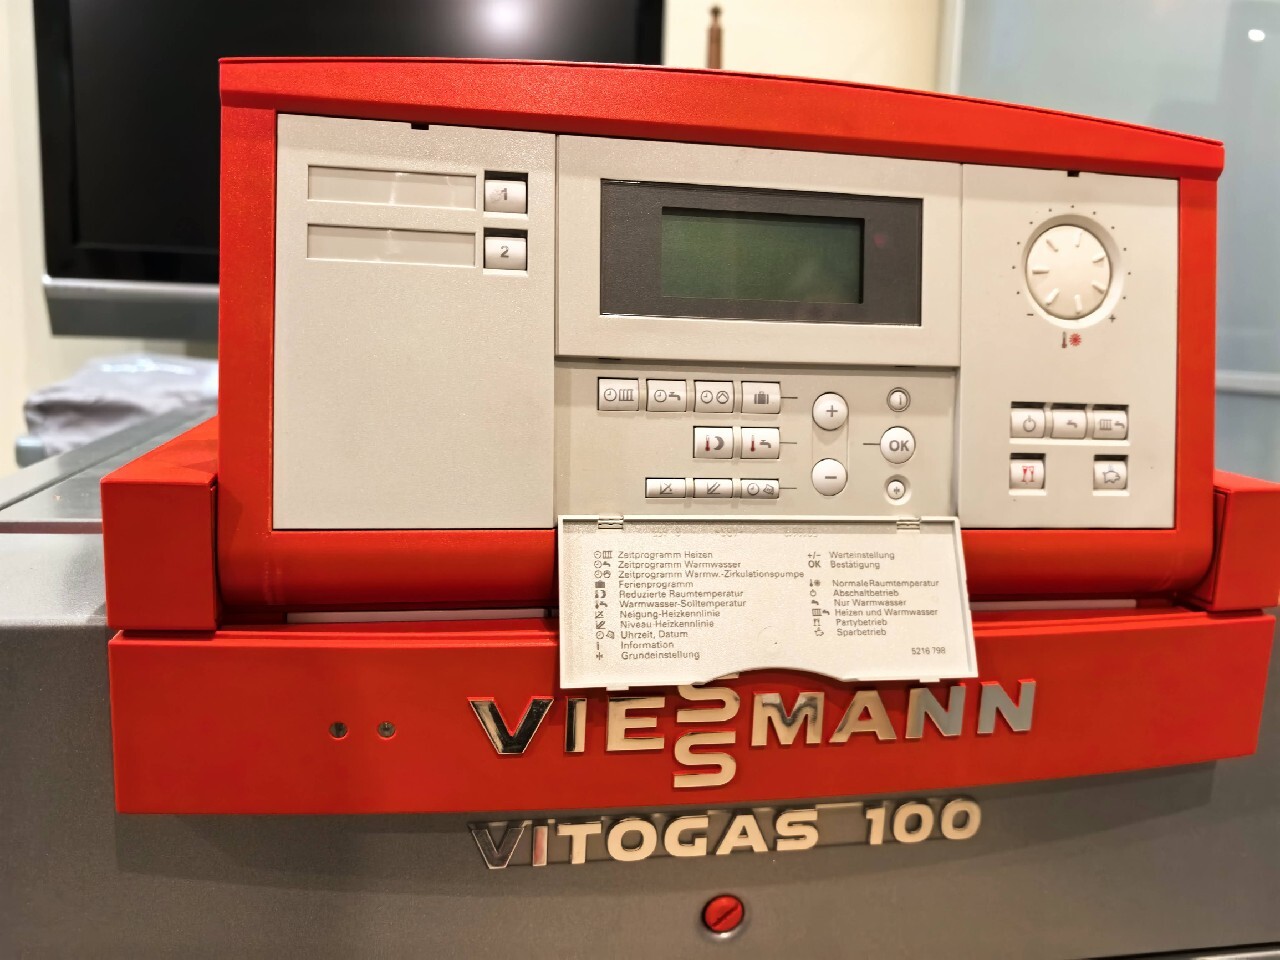 1
2
- +
+
OK
-
Zeitprogramm Heizen
Zeitprogramm Warmwasser
Zeitprogramm Warmw.-Zirkulationspumpe
Ferienprogramm
Reduzierte Raumtemperatur
Warmwasser-Solltemperatur
Neigung-Heizkennlinie
Niveau-Heizkennlinie
Uhrzeit, Datum
Information
Grundeinstellung
+/- Werteinstellung
OK Bestätigung
Normale Raumtemperatur
Abschaltbetrieb
Nur Warmwasser
Heizen und Warmwasser
Partybetrieb
Sparbetrieb
5216 798
VIESSMANN
VITOGAS 100